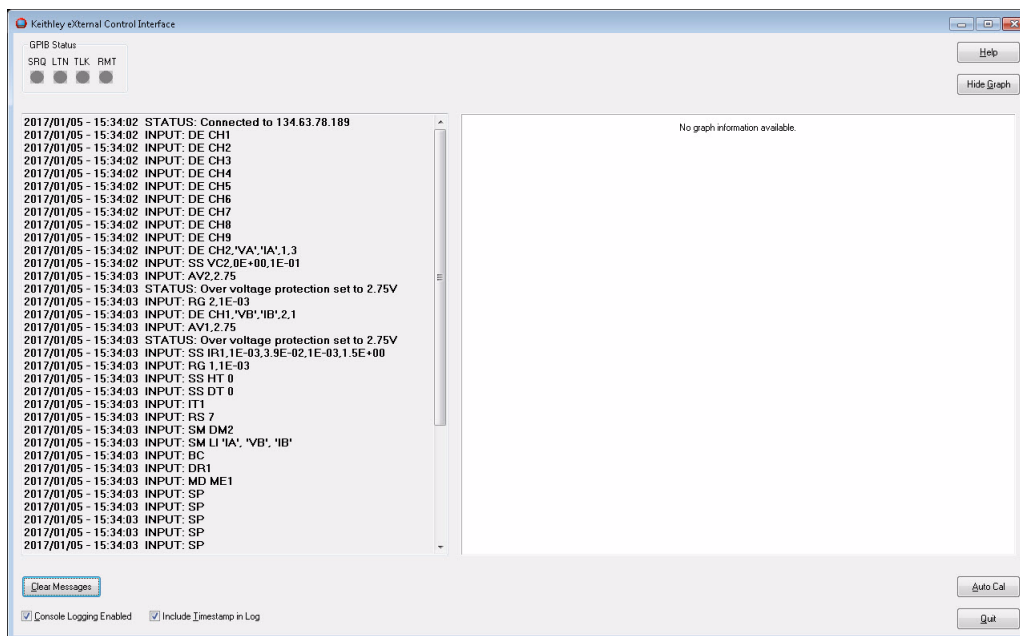 Keithley eXternal Control Interface
GPIB Status
SRQ LTN TLK RMT
Help
Hide Graph
2017/01/05 - 15:34:02 STATUS: Connected to 134.63.78.189
2017/01/05 - 15:34:02 INPUT: DE CH1
2017/01/05 - 15:34:02 INPUT: DE CH2
2017/01/05 - 15:34:02 INPUT: DE CH3
2017/01/05 - 15:34:02 INPUT: DE CH4
2017/01/05 - 15:34:02 INPUT: DE CH5
2017/01/05 - 15:34:02 INPUT: DE CH6
2017/01/05 - 15:34:02 INPUT: DE CH7
2017/01/05 - 15:34:02 INPUT: DE CH8
2017/01/05 - 15:34:02 INPUT: DE CH9
2017/01/05 - 15:34:02 INPUT: DE CH2,'VA','IA',1,3
2017/01/05 - 15:34:02 INPUT: SS VC2,0E+00,1E-01
2017/01/05 - 15:34:03 INPUT: AV2,2.75
2017/01/05 - 15:34:03 STATUS: Over voltage protection set to 2.75V
2017/01/05 - 15:34:03 INPUT: RG 2,1E-03
2017/01/05 - 15:34:03 INPUT: DE CH1,'VB','IB',2,1
2017/01/05 - 15:34:03 INPUT: AV1,2.75
2017/01/05 - 15:34:03 STATUS: Over voltage protection set to 2.75V
2017/01/05 - 15:34:03 INPUT: SS IR1,1E-03,3.9E-02,1E-03,1.5E+00
2017/01/05 - 15:34:03 INPUT: RG 1,1E-03
2017/01/05 - 15:34:03 INPUT: SS HT 0
2017/01/05 - 15:34:03 INPUT: SS DT 0
2017/01/05 - 15:34:03 INPUT: IT1
2017/01/05 - 15:34:03 INPUT: RS 7
2017/01/05 - 15:34:03 INPUT: SM DM2
2017/01/05 - 15:34:03 INPUT: SM LI 'IA', 'VB', 'IB'
2017/01/05 - 15:34:03 INPUT: BC
2017/01/05 - 15:34:03 INPUT: DR1
2017/01/05 - 15:34:03 INPUT: MD ME1
2017/01/05 - 15:34:03 INPUT: SP
2017/01/05 - 15:34:03 INPUT: SP
2017/01/05 - 15:34:03 INPUT: SP
2017/01/05 - 15:34:03 INPUT: SP
2017/01/05 - 15:34:03 INPUT: SP
No graph information available.
Clear Messages
Auto Cal
Console Logging Enabled
Include Timestamp in Log
Quit